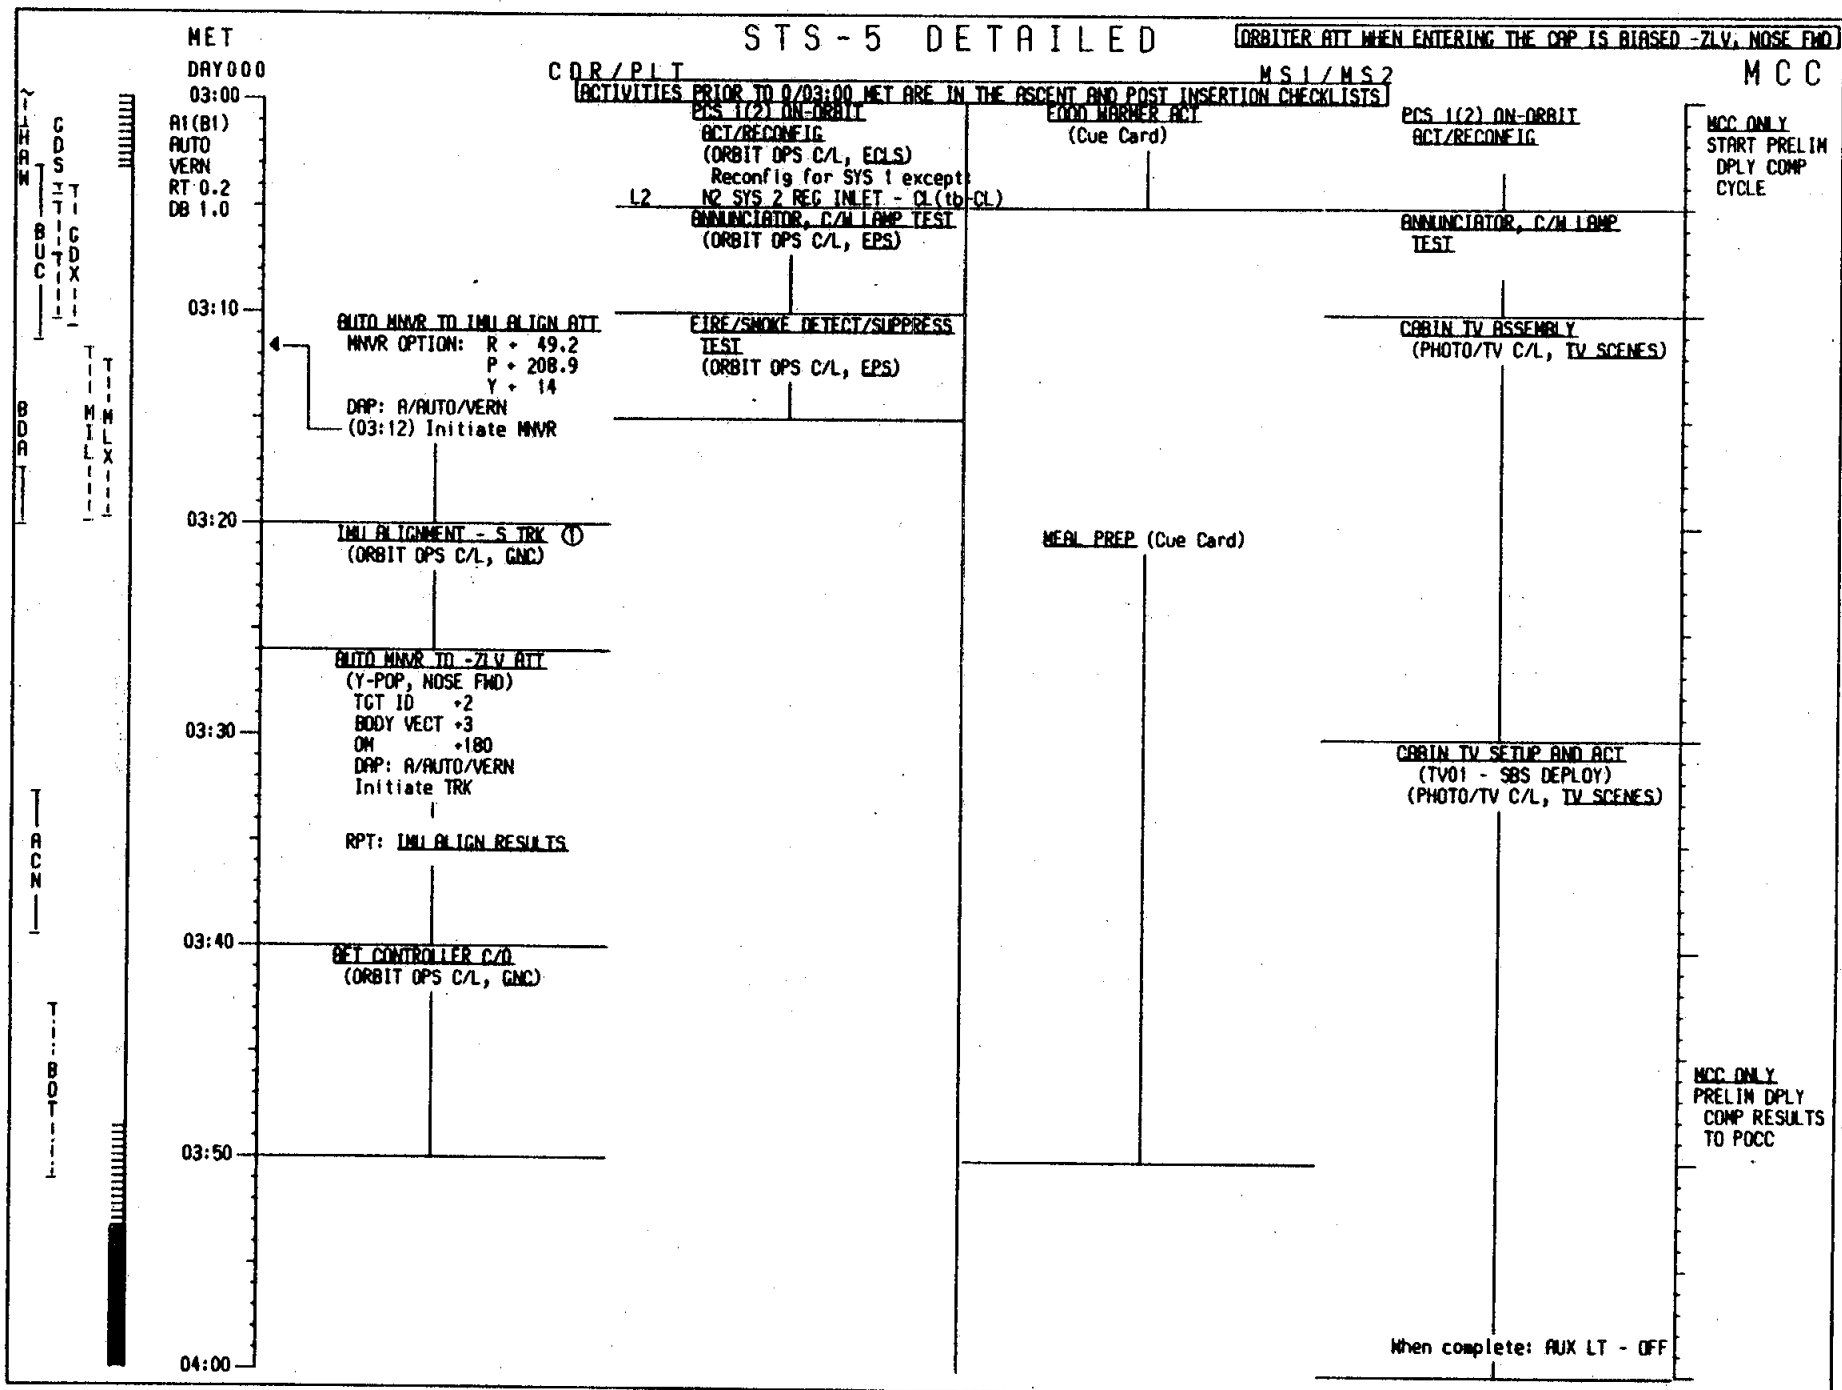 STS-5 DETAILED
ORBITER ATT WHEN ENTERING THE CAP IS BIASED -ZLV, NOSE FWD
MET
DAY000
CDR/PLT
MS1/MS2
MCC
ACTIVITIES PRIOR TO 0/03:00 MET ARE IN THE ASCENT AND POST INSERTION CHECKLISTS
HAW
GDS
BUC
GDX
MIL
MLX
BDA
ACN
BOT
03:00
A1(B1)
AUTO
VERN
RT 0.2
DB 1.0
03:10
03:20
03:30
03:40
03:50
04:00
AUTO MNVR TO IMU ALIGN ATT
MNVR OPTION: R + 49.2
P + 208.9
Y + 14
DAP: A/AUTO/VERN
(03:12) Initiate MNVR
IMU ALIGNMENT - S TRK ①
(ORBIT OPS C/L, GNC)
AUTO MNVR TO -ZLV ATT
(Y-POP, NOSE FWD)
TGT ID +2
BODY VECT +3
OM +180
DAP: A/AUTO/VERN
Initiate TRK
RPT: IMU ALIGN RESULTS
AFT CONTROLLER C/O
(ORBIT OPS C/L, GNC)
PCS 1(2) ON-ORBIT
ACT/RECONFIG
(ORBIT OPS C/L, ECLS)
Reconfig for SYS 1 except:
L2 N2 SYS 2 REG INLET - CL(tb-CL)
ANNUNCIATOR, C/W LAMP TEST
(ORBIT OPS C/L, EPS)
FIRE/SMOKE DETECT/SUPPRESS
TEST
(ORBIT OPS C/L, EPS)
FOOD WARMER ACT
(Cue Card)
MEAL PREP (Cue Card)
PCS 1(2) ON-ORBIT
ACT/RECONFIG
ANNUNCIATOR, C/W LAMP
TEST
CABIN TV ASSEMBLY
(PHOTO/TV C/L, TV SCENES)
CABIN TV SETUP AND ACT
(TV01 - SBS DEPLOY)
(PHOTO/TV C/L, TV SCENES)
When complete: AUX LT - OFF
MCC ONLY
START PRELIM
DPLY COMP
CYCLE
MCC ONLY
PRELIM DPLY
COMP RESULTS
TO POCC